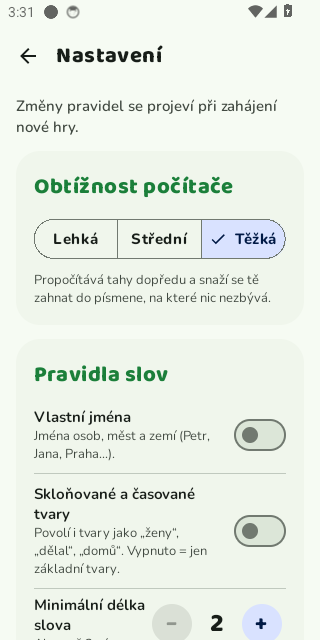 3:31
Nastavení
Změny pravidel se projeví při zahájení
nové hry.
Obtížnost počítače
Lehká
Střední
Těžká
Propočítává tahy dopředu a snaží se tě
zahnat do písmene, na které nic nezbývá.
Pravidla slov
Vlastní jména
Jména osob, měst a zemí (Petr,
Jana, Praha...).
Skloňované a časované
tvary
Povolí i tvary jako „ženy“,
„dělal“, „domů“. Vypnuto = jen
základní tvary.
Minimální délka
slova
− 2 +